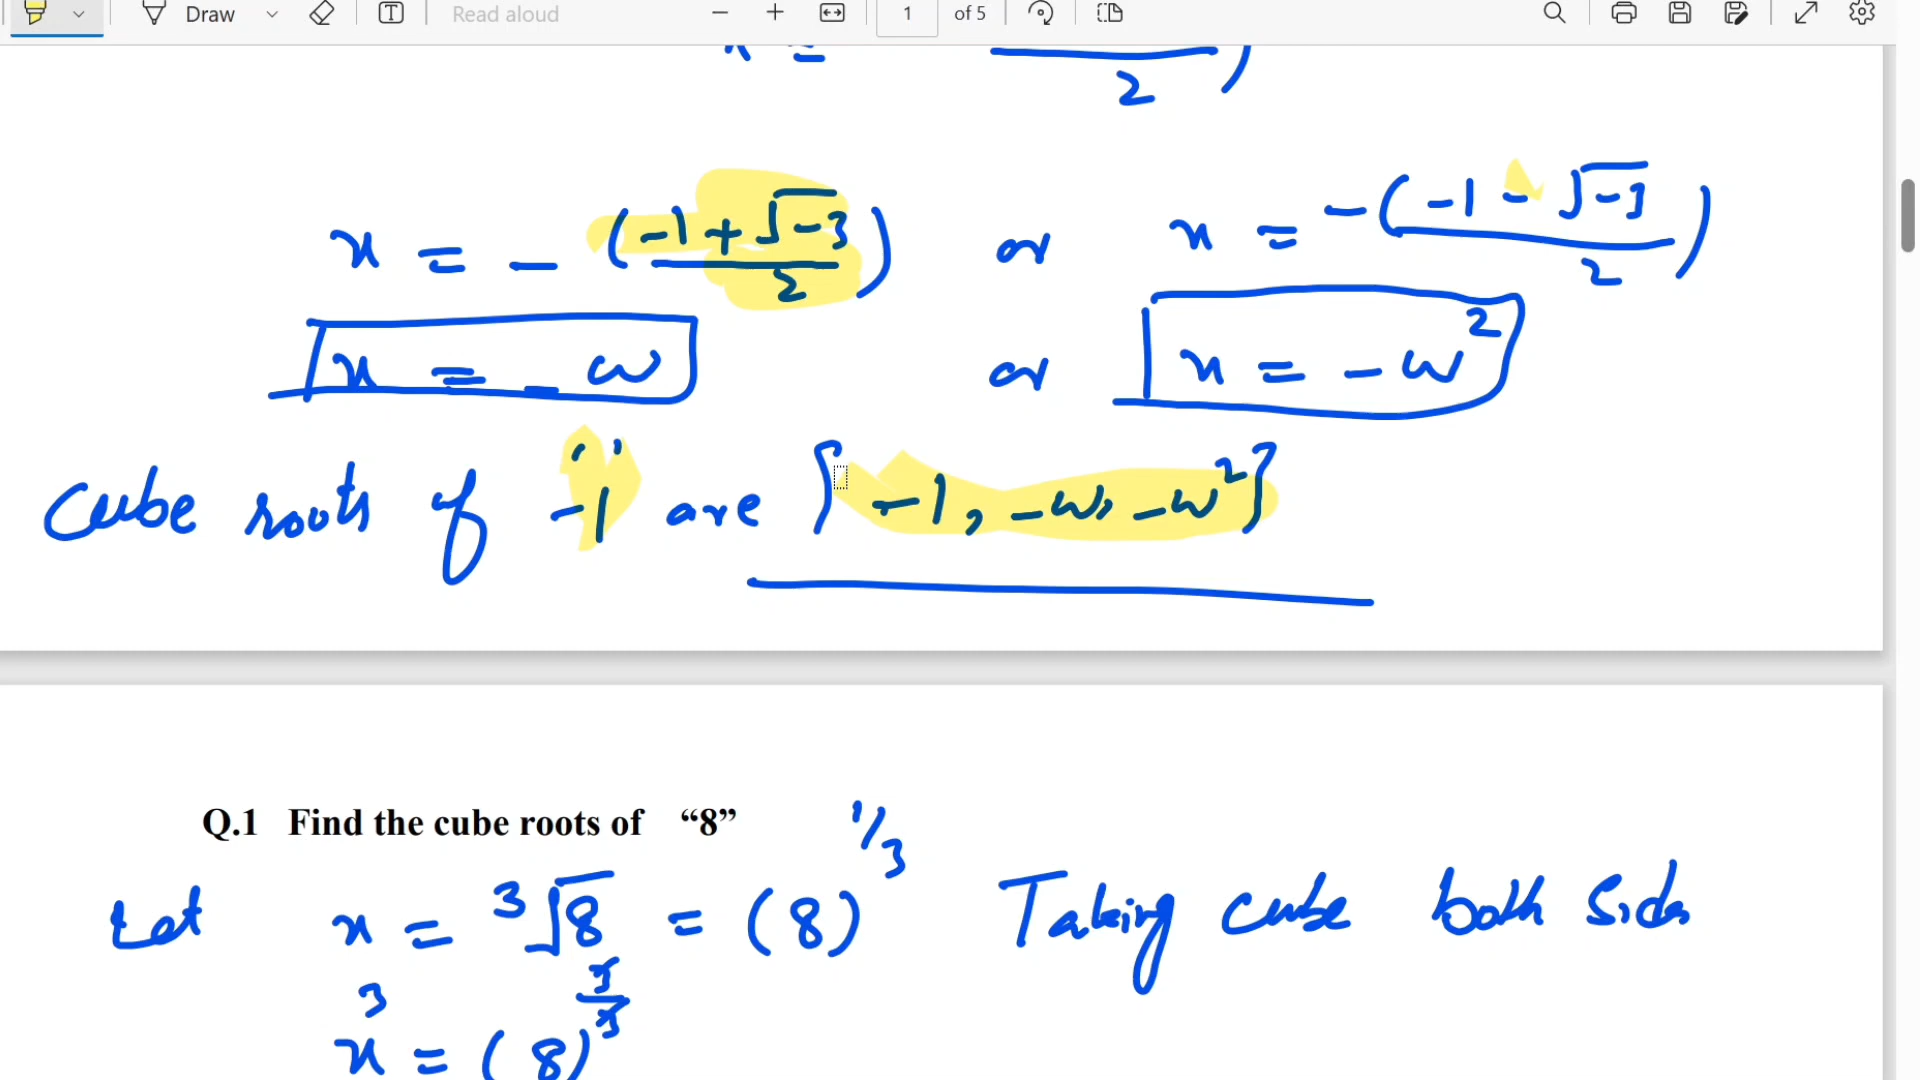 Draw Read aloud 1 of 5
x = 2 )
x = - (-1 + √-3 / 2) or x = -(-1 - √-3 / 2)
x = - ω or x = - ω²
Cube roots of "-1" are { -1, -ω, -ω² }
Q.1 Find the cube roots of “8”
Let x = ³√8 = (8)^1/3 Taking cube both sides
x³ = (8)^3/3